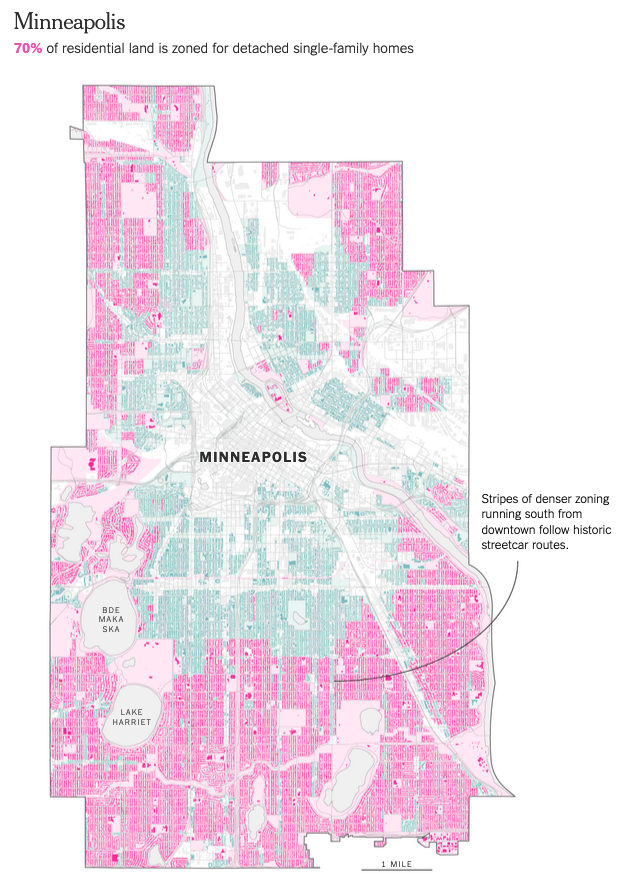 Minneapolis
70% of residential land is zoned for detached single-family homes
MINNEAPOLIS
Stripes of denser zoning
running south from
downtown follow historic
streetcar routes.
BDE
MAKA
SKA
LAKE
HARRIET
1 MILE